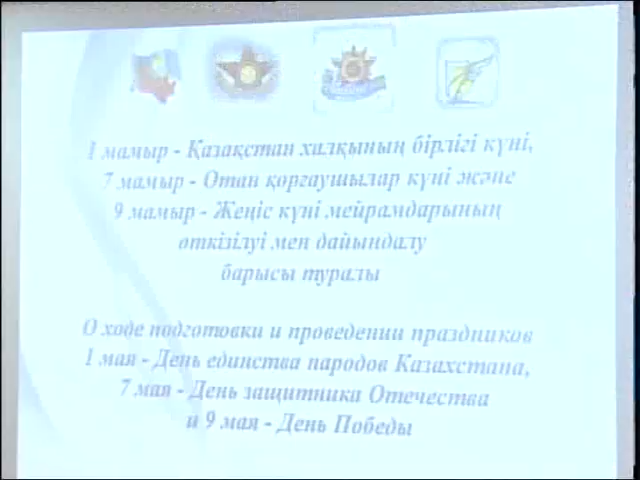 1 мамыр - Қазақстан халқының бірлігі күні,
7 мамыр - Отан қорғаушылар күні және
9 мамыр - Жеңіс күні мейрамдарының
өткізілуі мен дайындалу
барысы туралы
О ходе подготовки и проведении праздников
1 мая - День единства народов Казахстана,
7 мая - День защитника Отечества
и 9 мая - День Победы